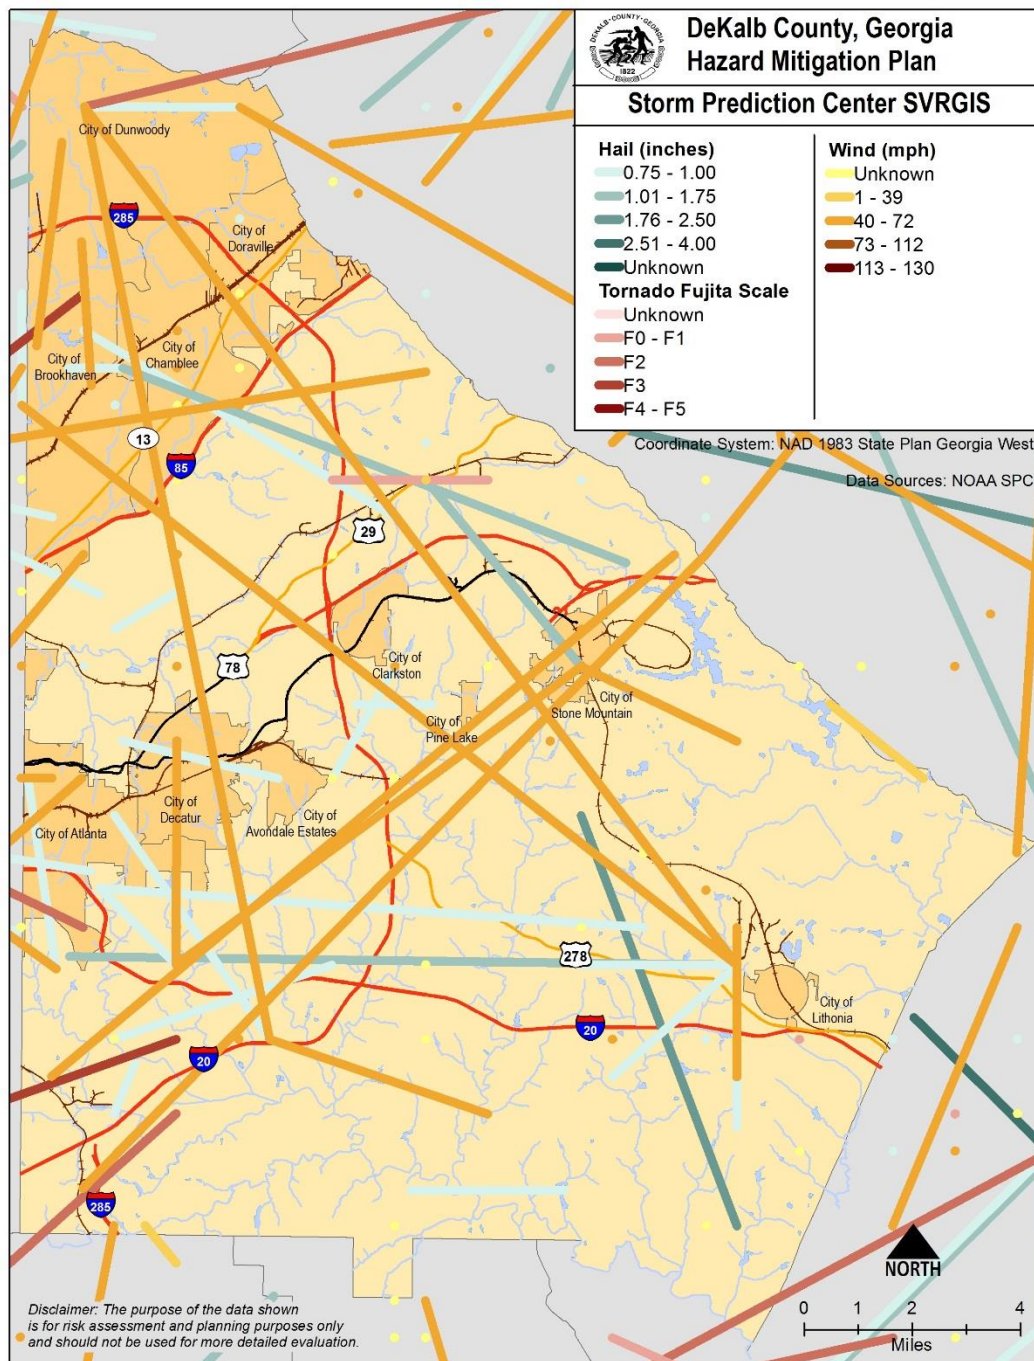 DEKALB·COUNTY,·GEORGIA
1822
DeKalb County, Georgia
Hazard Mitigation Plan
Storm Prediction Center SVRGIS
Hail (inches)
0.75 - 1.00
1.01 - 1.75
1.76 - 2.50
2.51 - 4.00
Unknown
Tornado Fujita Scale
Unknown
F0 - F1
F2
F3
F4 - F5
Wind (mph)
Unknown
1 - 39
40 - 72
73 - 112
113 - 130
Coordinate System: NAD 1983 State Plan Georgia West
Data Sources: NOAA SPC
City of Dunwoody
285
City of
Doraville
City of
Chamblee
City of
Brookhaven
13
85
29
78
City of
Clarkston
City of
Stone Mountain
City of
Pine Lake
City of
Decatur
City of Atlanta
City of
Avondale Estates
278
City of
Lithonia
20
20
285
NORTH
0 1 2 4
Miles
Disclaimer: The purpose of the data shown
is for risk assessment and planning purposes only
and should not be used for more detailed evaluation.